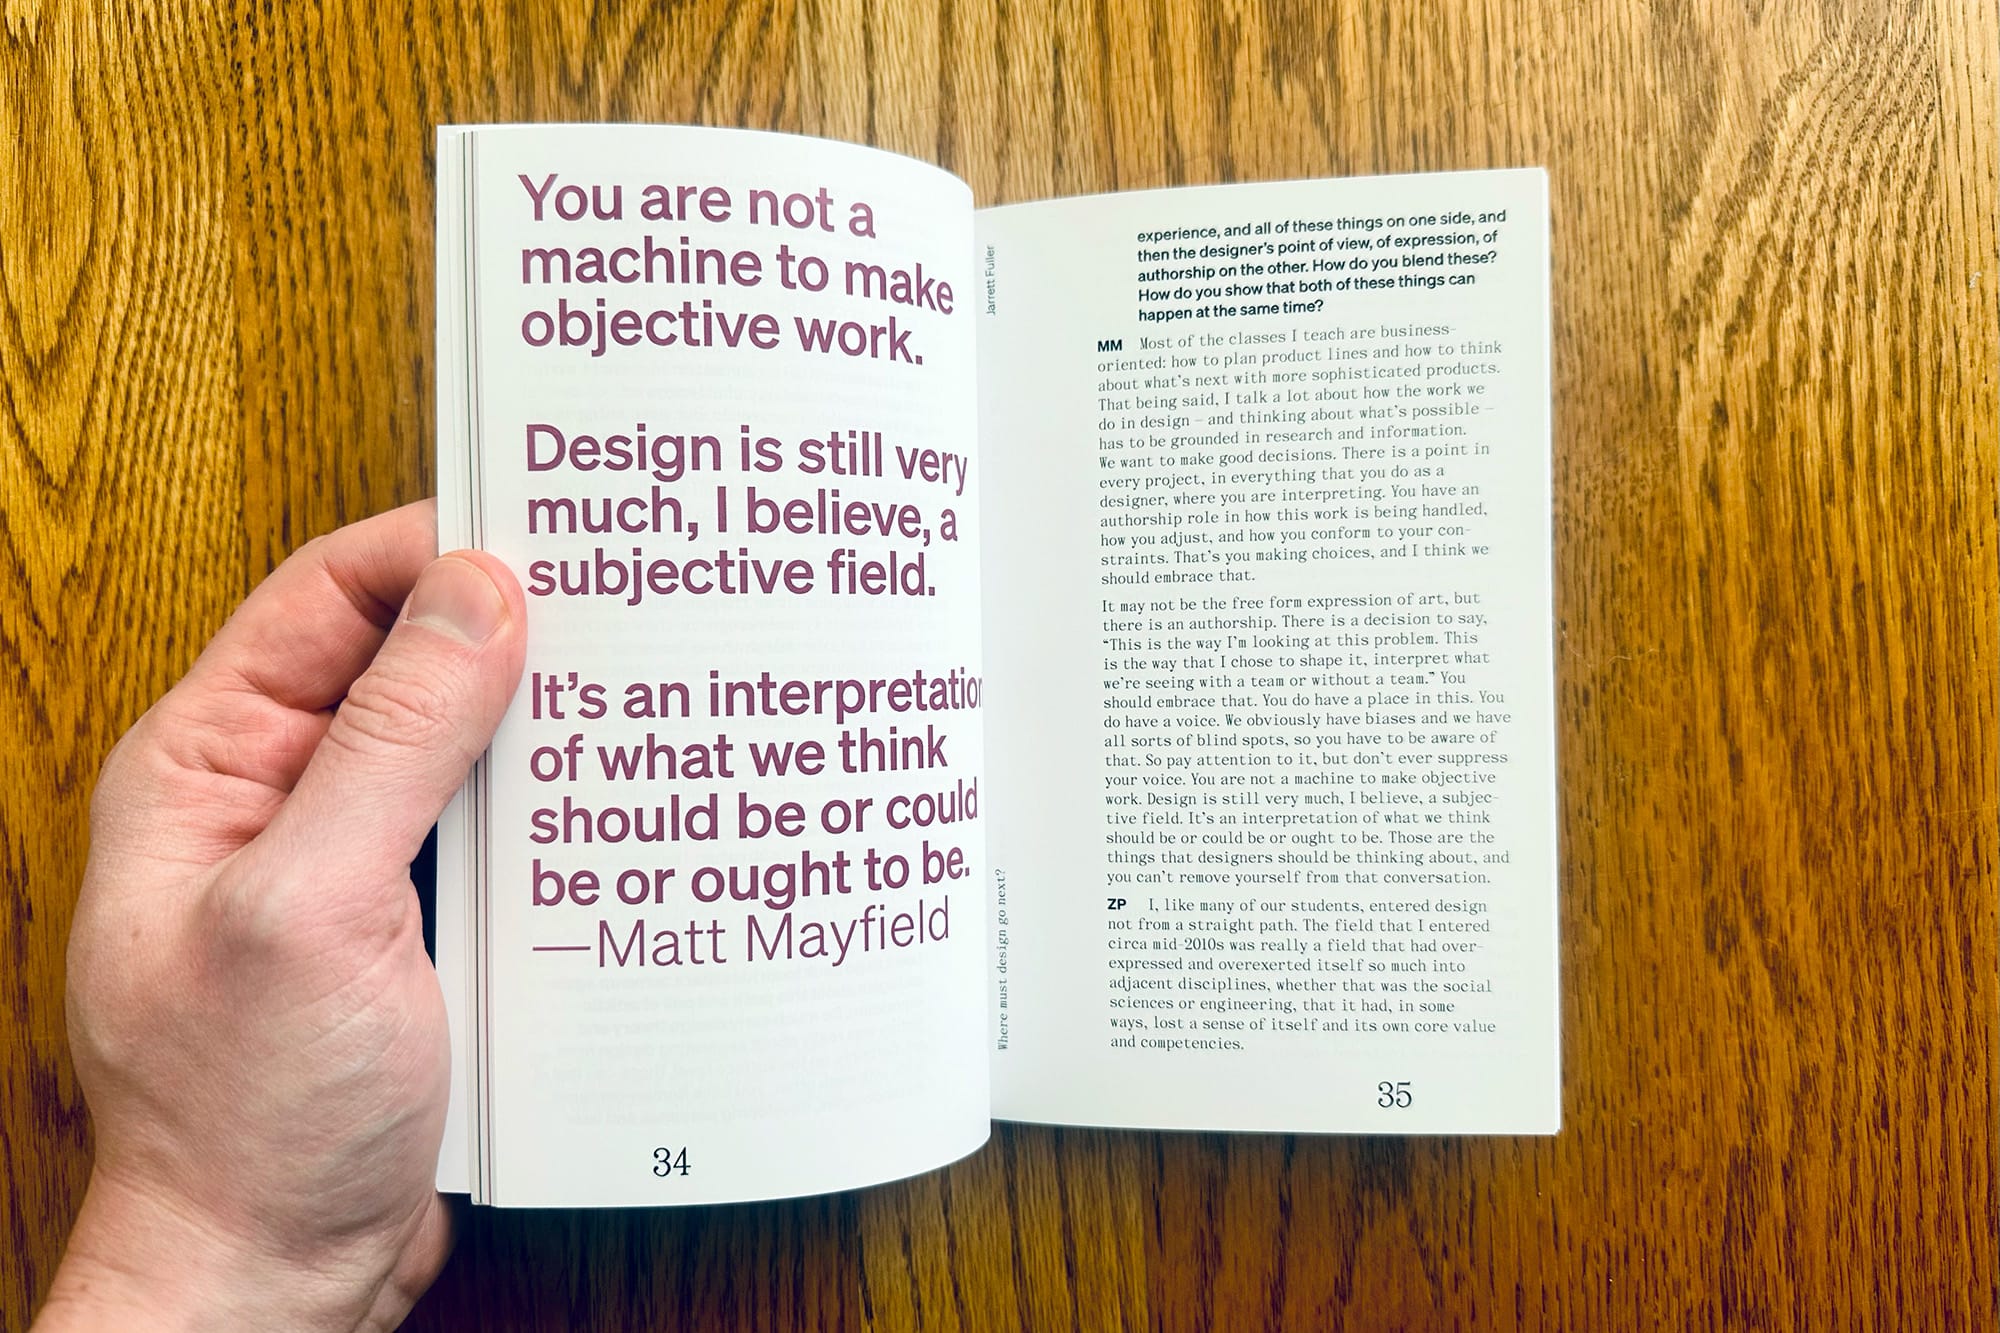 You are not a
machine to make
objective work.
Design is still very
much, I believe, a
subjective field.
It's an interpretation
of what we think
should be or could
be or ought to be.
—Matt Mayfield
34
Jarrett Fuller
Where must design go next?
experience, and all of these things on one side, and
then the designer's point of view, of expression, of
authorship on the other. How do you blend these?
How do you show that both of these things can
happen at the same time?
MM Most of the classes I teach are business-
oriented: how to plan product lines and how to think
about what's next with more sophisticated products.
That being said, I talk a lot about how the work we
do in design – and thinking about what's possible –
has to be grounded in research and information.
We want to make good decisions. There is a point in
every project, in everything that you do as a
designer, where you are interpreting. You have an
authorship role in how this work is being handled,
how you adjust, and how you conform to your con-
straints. That's you making choices, and I think we
should embrace that.
It may not be the free form expression of art, but
there is an authorship. There is a decision to say,
“This is the way I'm looking at this problem. This
is the way that I chose to shape it, interpret what
we're seeing with a team or without a team.” You
should embrace that. You do have a place in this. You
do have a voice. We obviously have biases and we have
all sorts of blind spots, so you have to be aware of
that. So pay attention to it, but don't ever suppress
your voice. You are not a machine to make objective
work. Design is still very much, I believe, a subjec-
tive field. It's an interpretation of what we think
should be or could be or ought to be. Those are the
things that designers should be thinking about, and
you can't remove yourself from that conversation.
ZP I, like many of our students, entered design
not from a straight path. The field that I entered
circa mid-2010s was really a field that had over-
expressed and overexerted itself so much into
adjacent disciplines, whether that was the social
sciences or engineering, that it had, in some
ways, lost a sense of itself and its own core value
and competencies.
35